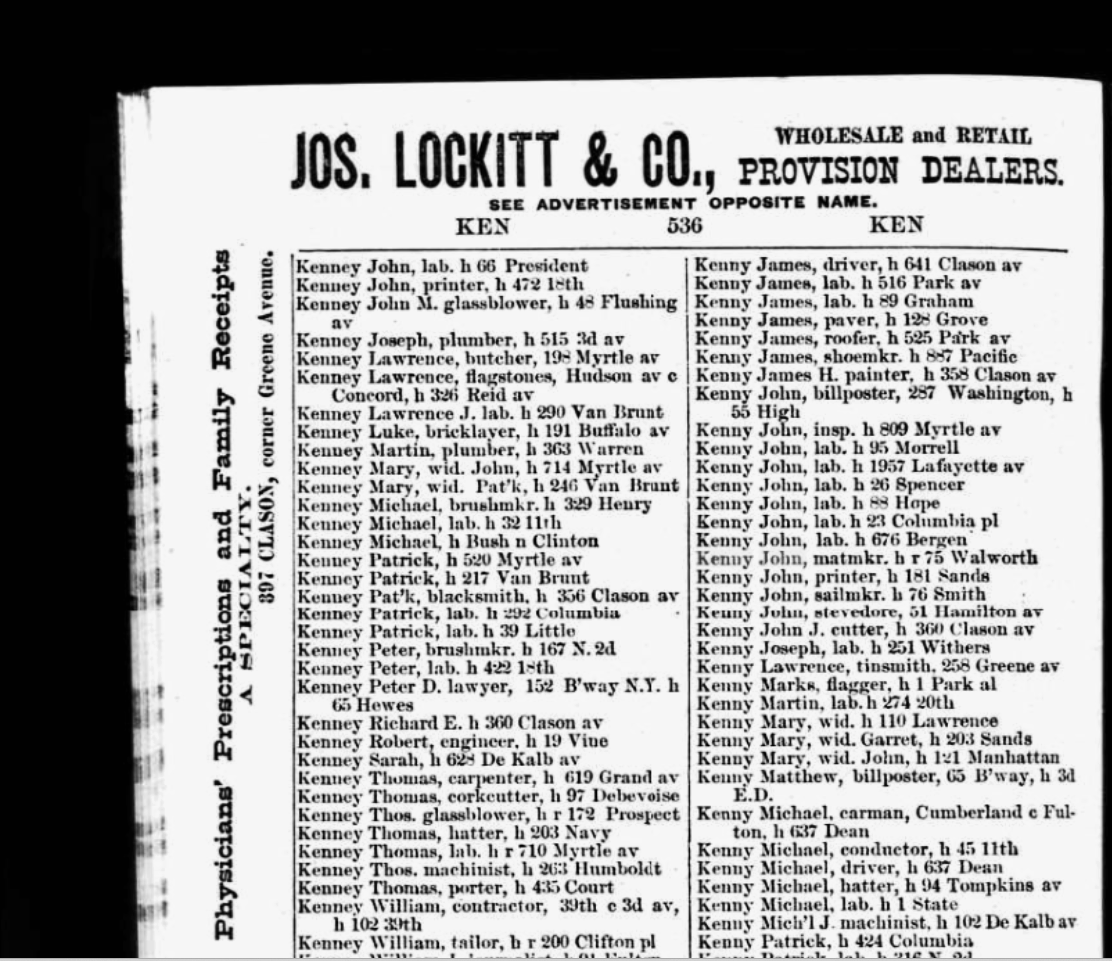 JOS. LOCKITT & CO., WHOLESALE and RETAIL
PROVISION DEALERS.
SEE ADVERTISEMENT OPPOSITE NAME.
KEN 536 KEN
Physicians' Prescriptions and Family Receipts
A SPECIALTY.
397 CLASON, corner Greene Avenue.
Kenney John, lab. h 66 President
Kenney John, printer, h 472 18th
Kenney John M. glassblower, h 48 Flushing
av
Kenney Joseph, plumber, h 515 3d av
Kenney Lawrence, butcher, 198 Myrtle av
Kenney Lawrence, flagstones, Hudson av c
Concord, h 326 Reid av
Kenney Lawrence J. lab. h 290 Van Brunt
Kenney Luke, bricklayer, h 191 Buffalo av
Kenney Martin, plumber, h 363 Warren
Kenney Mary, wid. John, h 714 Myrtle av
Kenney Mary, wid. Pat'k, h 246 Van Brunt
Kenney Michael, brushmkr. h 329 Henry
Kenney Michael, lab. h 32 11th
Kenney Michael, h Bush n Clinton
Kenney Patrick, h 520 Myrtle av
Kenney Patrick, h 217 Van Brunt
Kenney Pat'k, blacksmith, h 356 Clason av
Kenney Patrick, lab. h 292 Columbia
Kenney Patrick, lab. h 39 Little
Kenney Peter, brushmkr. h 167 N. 2d
Kenney Peter, lab. h 422 18th
Kenney Peter D. lawyer, 152 B'way N.Y. h
65 Hewes
Kenney Richard E. h 360 Clason av
Kenney Robert, engineer, h 19 Vine
Kenney Sarah, h 628 De Kalb av
Kenney Thomas, carpenter, h 619 Grand av
Kenney Thomas, corkcutter, h 97 Debevoise
Kenney Thos. glassblower, h r 172 Prospect
Kenney Thomas, hatter, h 203 Navy
Kenney Thomas, lab. h r 710 Myrtle av
Kenney Thos. machinist, h 263 Humboldt
Kenney Thomas, porter, h 435 Court
Kenney William, contractor, 39th c 3d av,
h 102 39th
Kenney William, tailor, h r 200 Clifton pl
Kenny James, driver, h 641 Clason av
Kenny James, lab. h 516 Park av
Kenny James, lab. h 89 Graham
Kenny James, paver, h 128 Grove
Kenny James, roofer, h 525 Park av
Kenny James, shoemkr. h 887 Pacific
Kenny James H. painter, h 358 Clason av
Kenny John, billposter, 287 Washington, h
55 High
Kenny John, insp. h 809 Myrtle av
Kenny John, lab. h 95 Morrell
Kenny John, lab. h 1957 Lafayette av
Kenny John, lab. h 26 Spencer
Kenny John, lab. h 88 Hope
Kenny John, lab. h 23 Columbia pl
Kenny John, lab. h 676 Bergen
Kenny John, matmkr. h r 75 Walworth
Kenny John, printer, h 181 Sands
Kenny John, sailmkr. h 76 Smith
Kenny John, stevedore, 51 Hamilton av
Kenny John J. cutter, h 360 Clason av
Kenny Joseph, lab. h 251 Withers
Kenny Lawrence, tinsmith, 258 Greene av
Kenny Marks, flagger, h 1 Park al
Kenny Martin, lab. h 274 20th
Kenny Mary, wid. h 110 Lawrence
Kenny Mary, wid. Garret, h 203 Sands
Kenny Mary, wid. John, h 121 Manhattan
Kenny Matthew, billposter, 65 B'way, h 3d
E.D.
Kenny Michael, carman, Cumberland c Ful-
ton, h 637 Dean
Kenny Michael, conductor, h 45 11th
Kenny Michael, driver, h 637 Dean
Kenny Michael, hatter, h 94 Tompkins av
Kenny Michael, lab. h 1 State
Kenny Mich'l J. machinist, h 102 De Kalb av
Kenny Patrick, h 424 Columbia